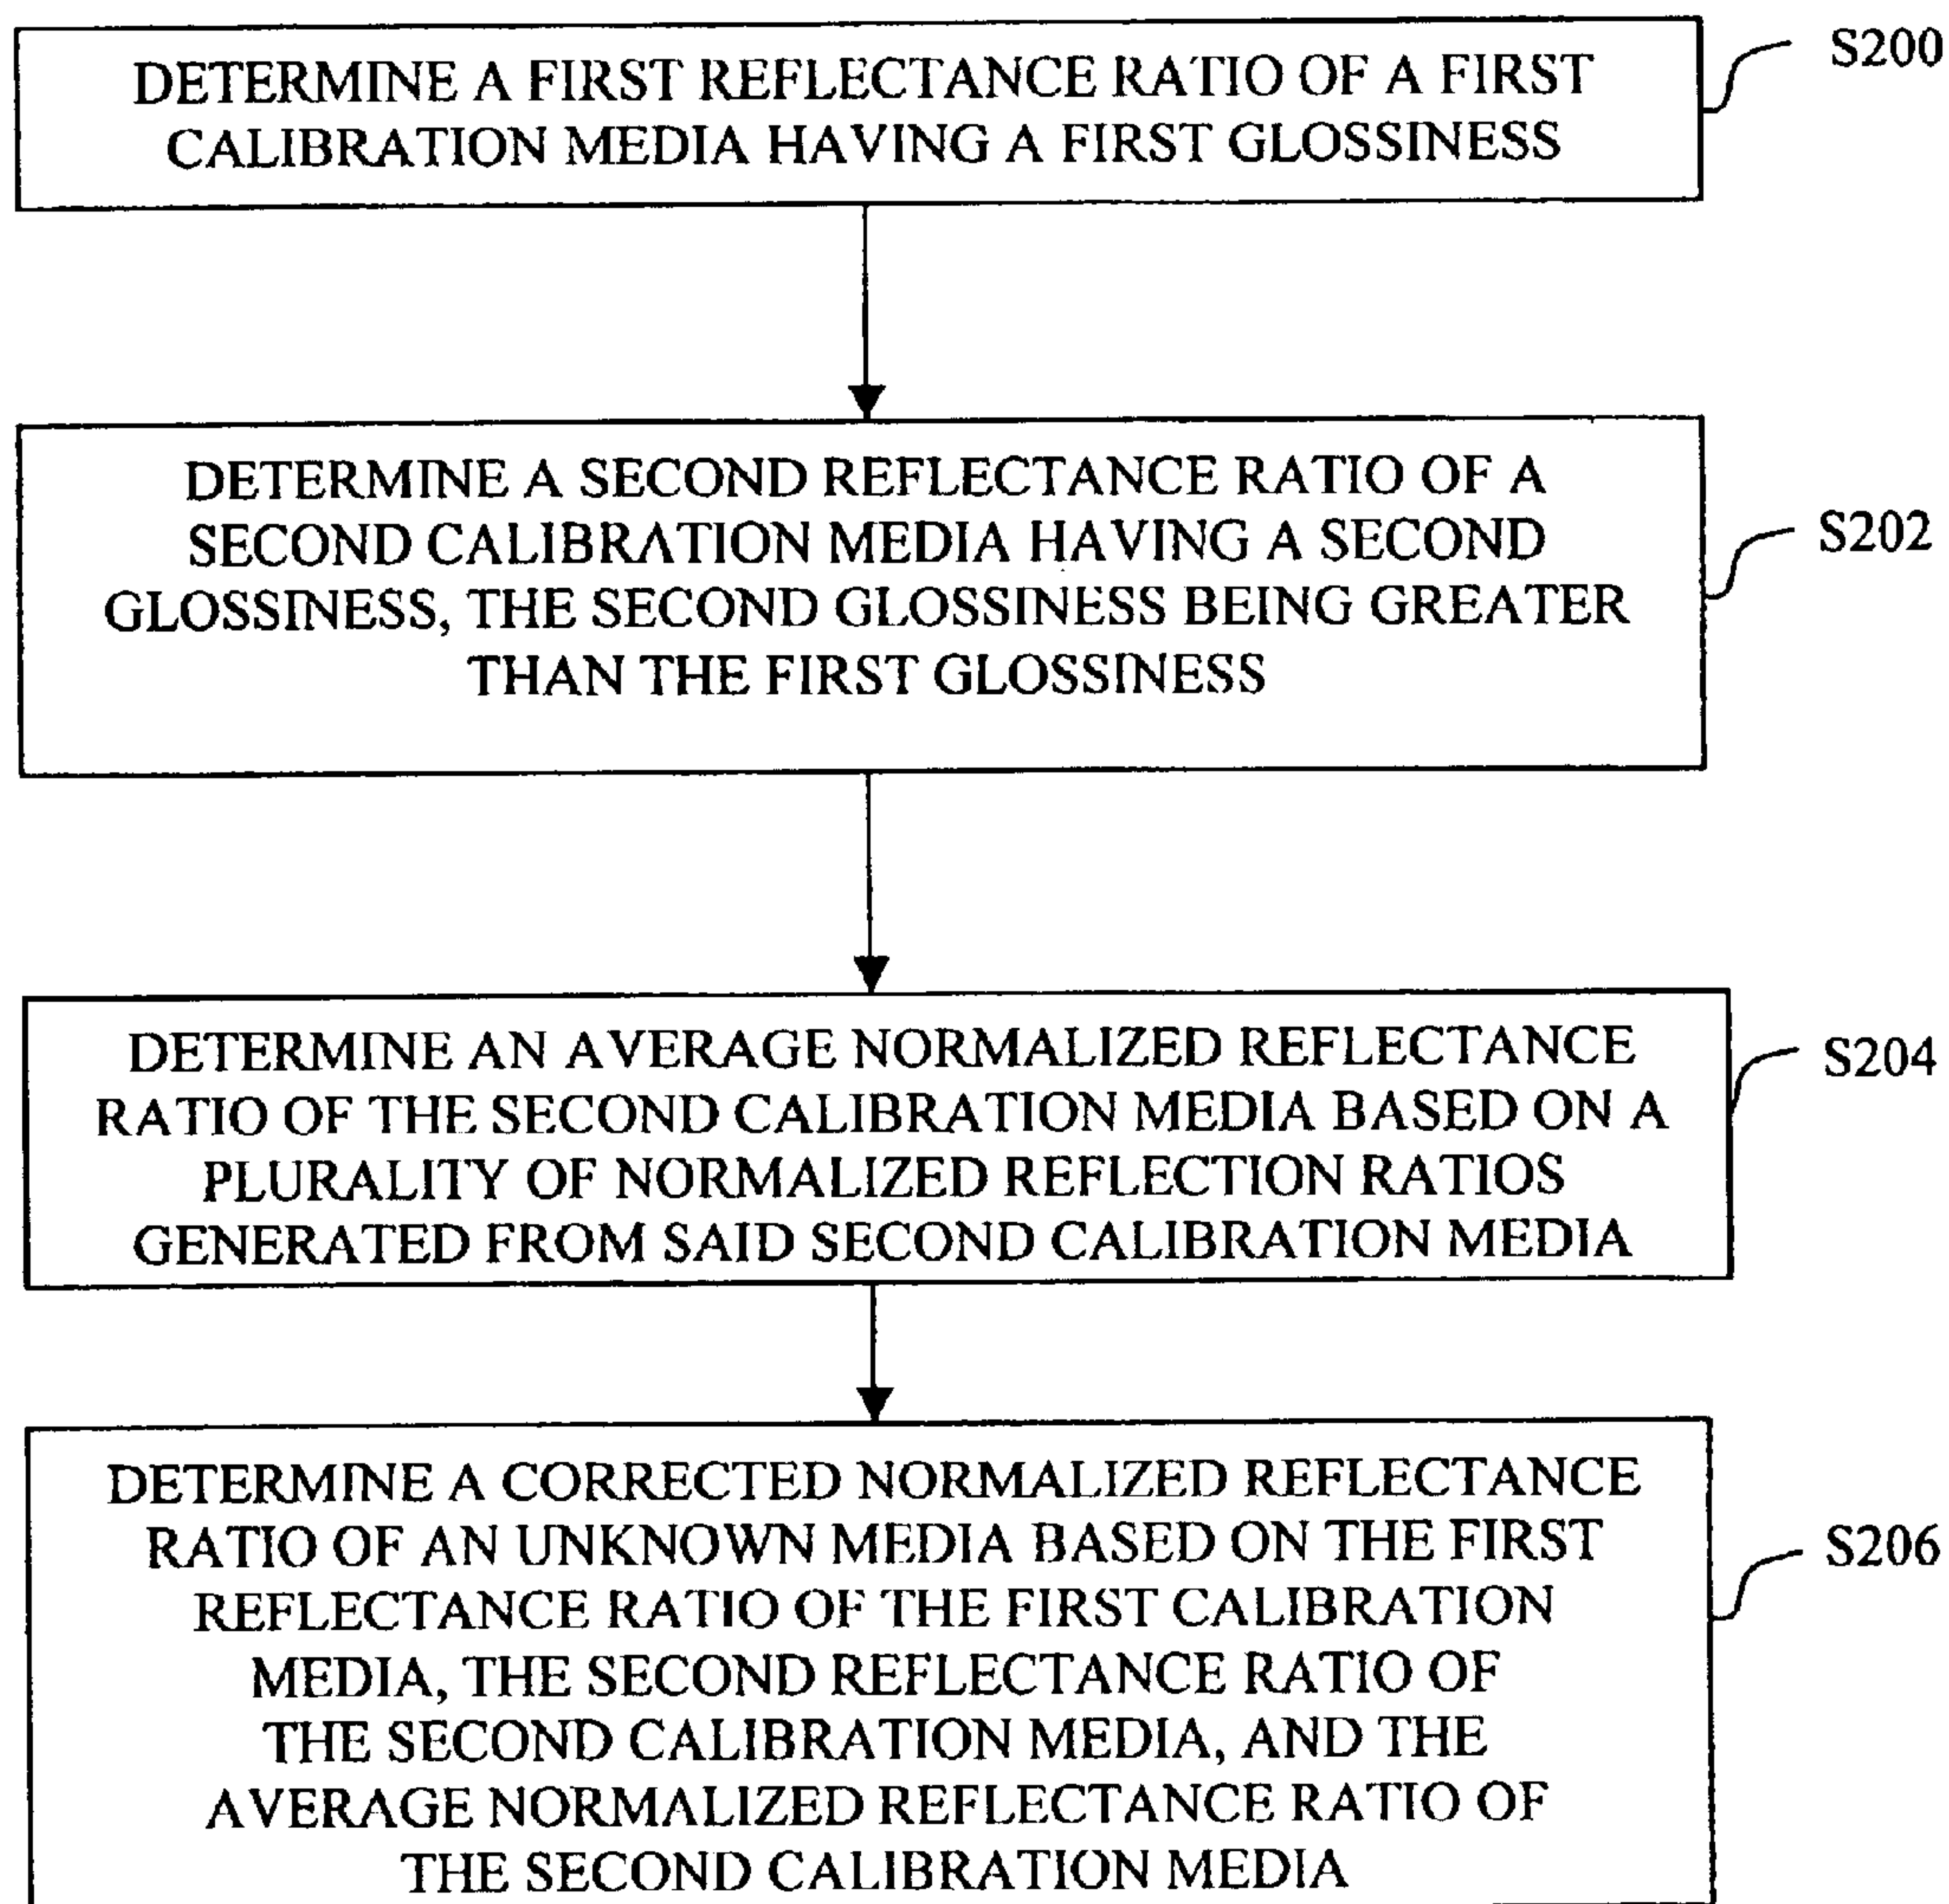 DETERMINE A FIRST REFLECTANCE RATIO OF A FIRST
CALIBRATION MEDIA HAVING A FIRST GLOSSINESS
S200
DETERMINE A SECOND REFLECTANCE RATIO OF A
SECOND CALIBRATION MEDIA HAVING A SECOND
GLOSSINESS, THE SECOND GLOSSINESS BEING GREATER
THAN THE FIRST GLOSSINESS
S202
DETERMINE AN AVERAGE NORMALIZED REFLECTANCE
RATIO OF THE SECOND CALIBRATION MEDIA BASED ON A
PLURALITY OF NORMALIZED REFLECTION RATIOS
GENERATED FROM SAID SECOND CALIBRATION MEDIA
S204
DETERMINE A CORRECTED NORMALIZED REFLECTANCE
RATIO OF AN UNKNOWN MEDIA BASED ON THE FIRST
REFLECTANCE RATIO OF THE FIRST CALIBRATION
MEDIA, THE SECOND REFLECTANCE RATIO OF
THE SECOND CALIBRATION MEDIA, AND THE
AVERAGE NORMALIZED REFLECTANCE RATIO OF
THE SECOND CALIBRATION MEDIA
S206